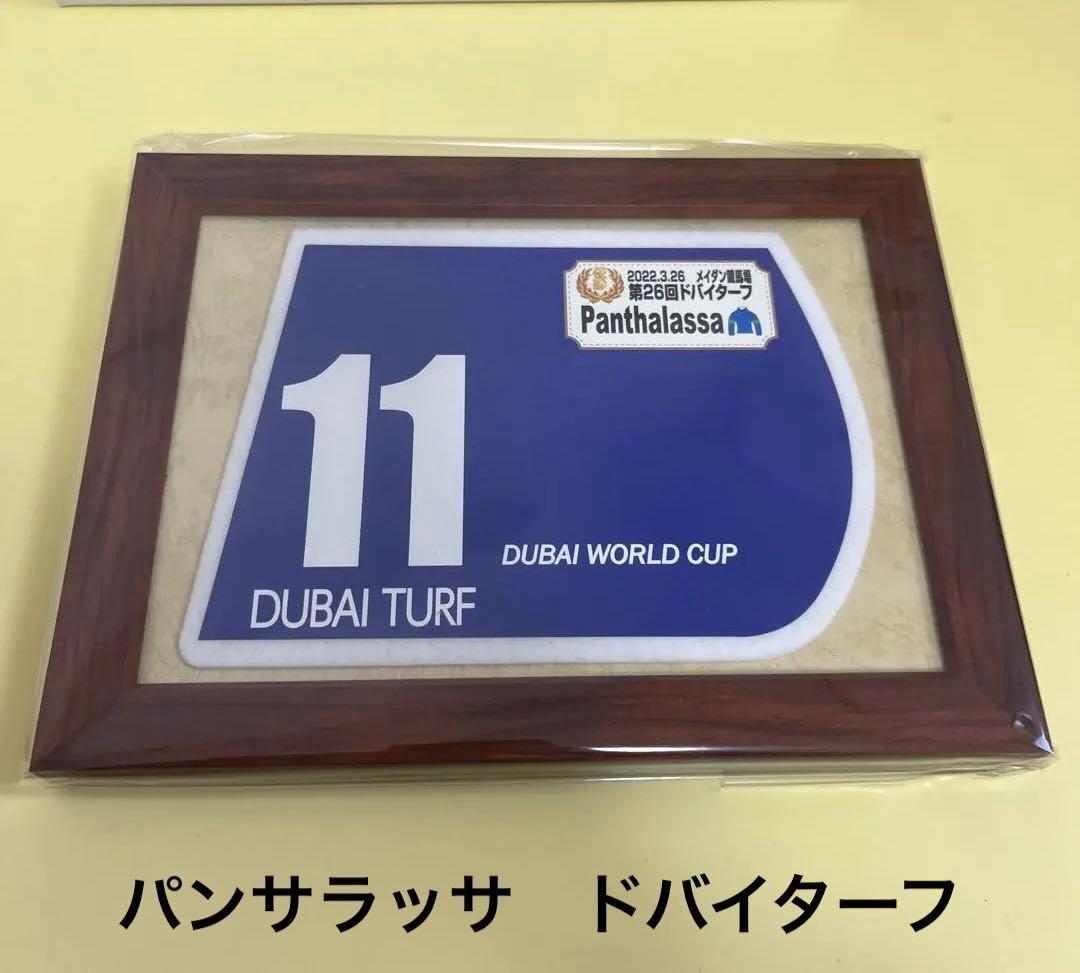 2022.3.26 メイダン競馬場
第26回ドバイターフ
Panthalassa
11
DUBAI WORLD CUP
DUBAI TURF
パンサラッサ ドバイターフ